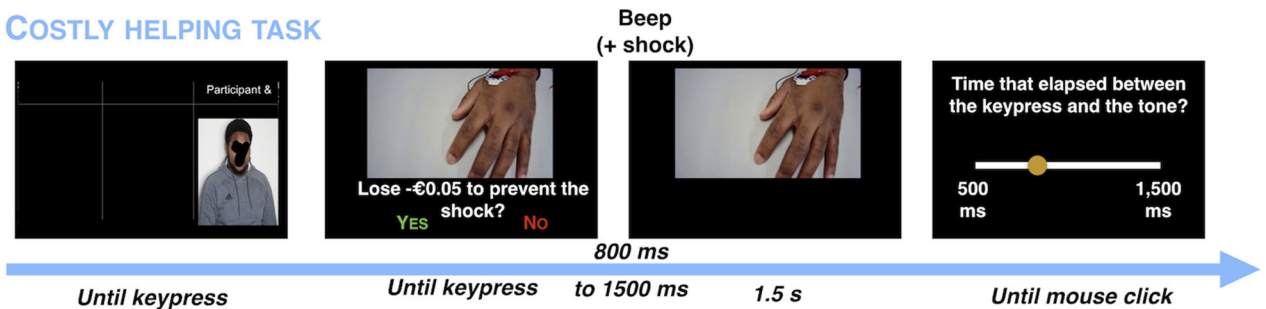 COSTLY HELPING TASK
Beep
(+ shock)
Participant &
Lose -€0.05 to prevent the
shock?
YES NO
Time that elapsed between
the keypress and the tone?
500
ms
1,500
ms
800 ms
to 1500 ms
Until keypress
Until keypress
1.5 s
Until mouse click